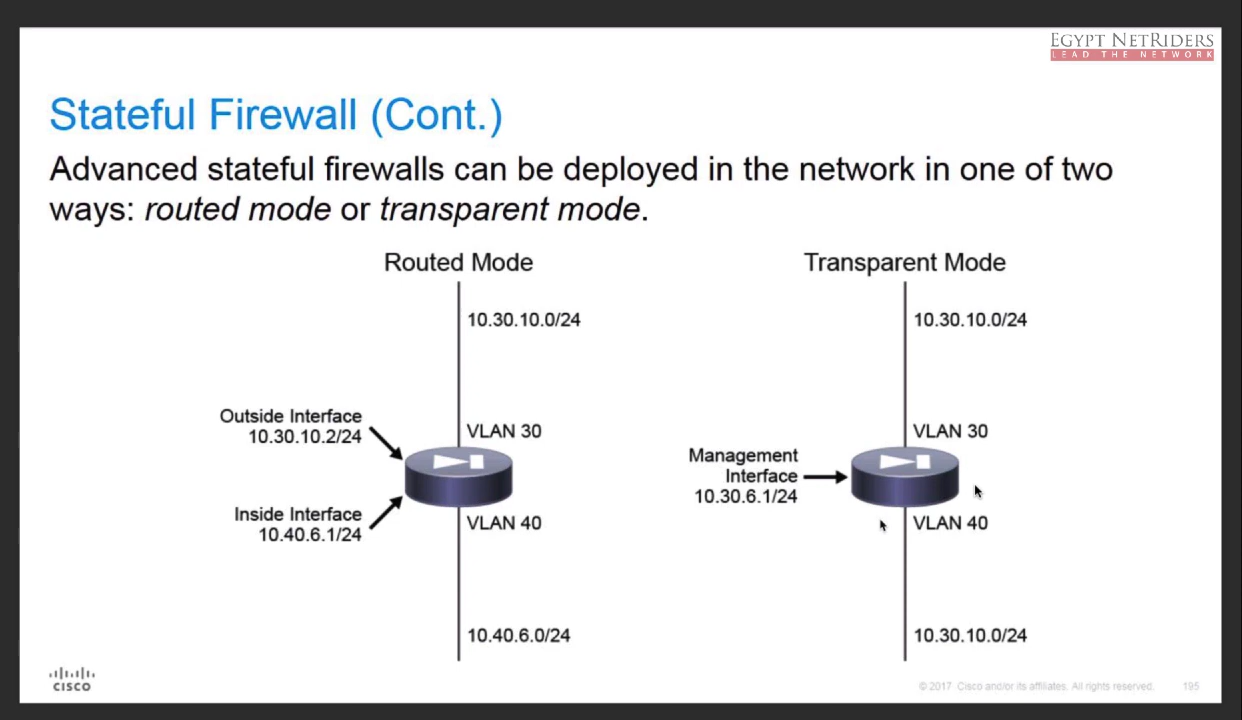 EGYPT NETRIDERS
LEAD THE NETWORK
Stateful Firewall (Cont.)
Advanced stateful firewalls can be deployed in the network in one of two
ways: routed mode or transparent mode.
Routed Mode
10.30.10.0/24
Outside Interface
10.30.10.2/24
VLAN 30
Inside Interface
10.40.6.1/24
VLAN 40
10.40.6.0/24
Transparent Mode
10.30.10.0/24
VLAN 30
Management
Interface
10.30.6.1/24
VLAN 40
10.30.10.0/24
CISCO
© 2017 Cisco and/or its affiliates. All rights reserved.
195